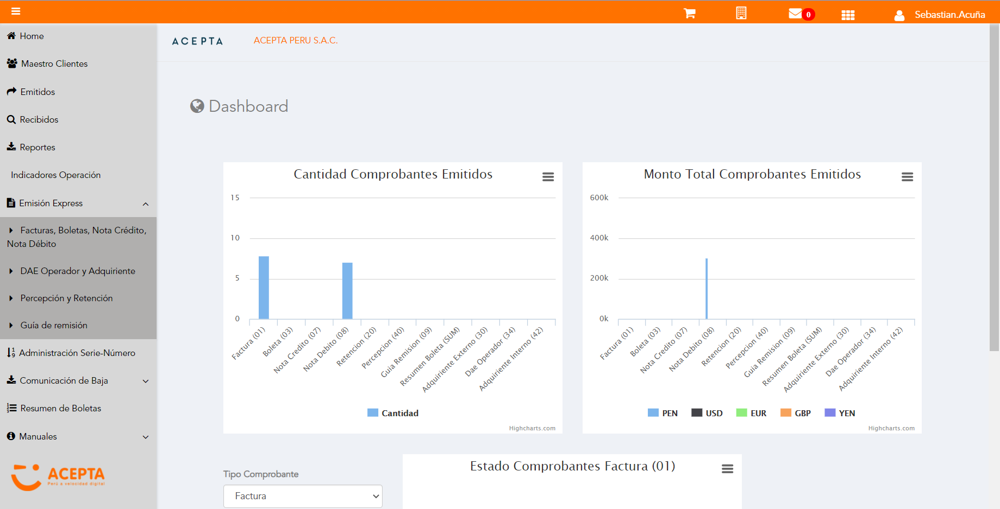 0
Sebastian.Acuña
Home
Maestro Clientes
Emitidos
Recibidos
Reportes
Indicadores Operación
Emisión Express
Facturas, Boletas, Nota Crédito,
Nota Débito
DAE Operador y Adquiriente
Percepción y Retención
Guía de remisión
Administración Serie-Número
Comunicación de Baja
Resumen de Boletas
Manuales
ACEPTA
Perú a velocidad digital
ACEPTA
ACEPTA PERU S.A.C.
Dashboard
Cantidad Comprobantes Emitidos
15
10
5
0
Factura (01)
Boleta (03)
Nota Credito (07)
Nota Debito (08)
Retencion (20)
Percepcion (40)
Guia Remision (09)
Resumen Boleta (SUM)
Adquiriente Externo (30)
Dae Operador (34)
Adquiriente Interno (42)
Cantidad
Highcharts.com
Monto Total Comprobantes Emitidos
600k
400k
200k
0k
Factura (01)
Boleta (03)
Nota Credito (07)
Nota Debito (08)
Retencion (20)
Percepcion (40)
Guia Remision (09)
Resumen Boleta (SUM)
Adquiriente Externo (30)
Dae Operador (34)
Adquiriente Interno (42)
PEN USD EUR GBP YEN
Highcharts.com
Tipo Comprobante
Factura
Estado Comprobantes Factura (01)